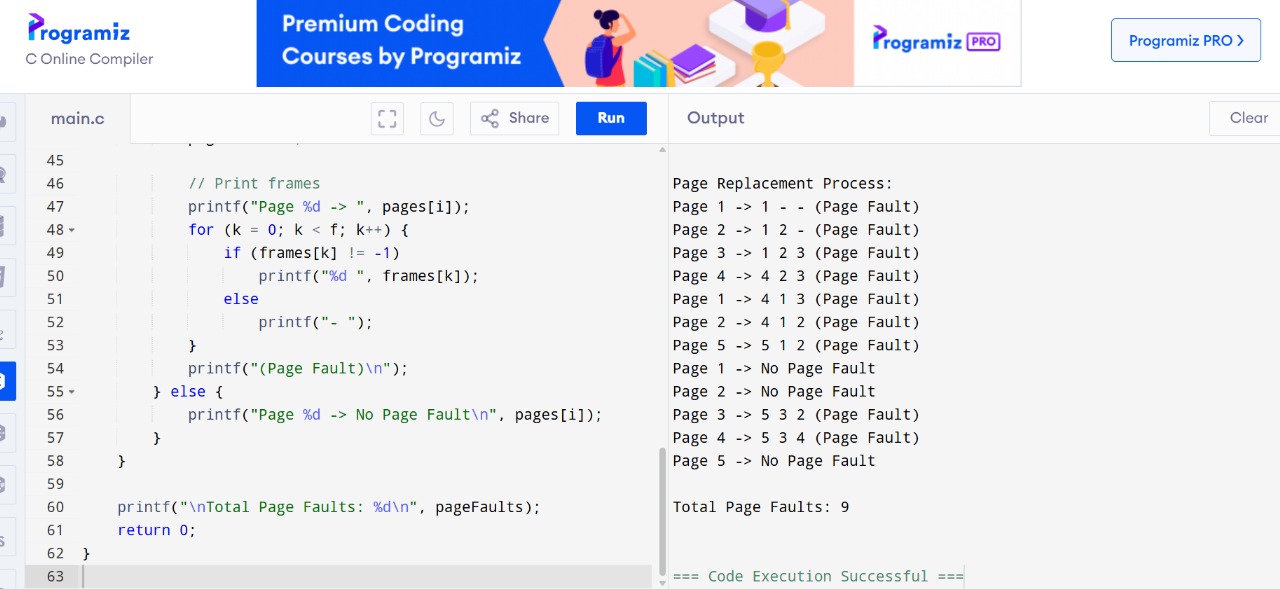 Programiz
C Online Compiler
Premium Coding
Courses by Programiz
Programiz PRO
Programiz PRO
main.c
Share
Run
Output
Clear
45
46 // Print frames
47 printf("Page %d -> ", pages[i]);
48 for (k = 0; k < f; k++) {
49 if (frames[k] != -1)
50 printf("%d ", frames[k]);
51 else
52 printf("- ");
53 }
54 printf("(Page Fault)\n");
55 } else {
56 printf("Page %d -> No Page Fault\n", pages[i]);
57 }
58 }
59
60 printf("\nTotal Page Faults: %d\n", pageFaults);
61 return 0;
62 }
63
Page Replacement Process:
Page 1 -> 1 - - (Page Fault)
Page 2 -> 1 2 - (Page Fault)
Page 3 -> 1 2 3 (Page Fault)
Page 4 -> 4 2 3 (Page Fault)
Page 1 -> 4 1 3 (Page Fault)
Page 2 -> 4 1 2 (Page Fault)
Page 5 -> 5 1 2 (Page Fault)
Page 1 -> No Page Fault
Page 2 -> No Page Fault
Page 3 -> 5 3 2 (Page Fault)
Page 4 -> 5 3 4 (Page Fault)
Page 5 -> No Page Fault
Total Page Faults: 9
=== Code Execution Successful ===